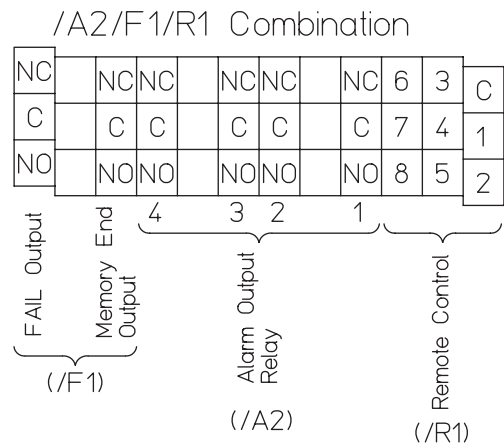 /A2/F1/R1 Combination
NC NC NC NC NC NC 6 3 C
C C C C C C 7 4 1
NO NO NO NO NO NO 8 5 2
4 3 2 1
FAIL Output
Memory End
Output
Alarm Output
Relay
Remote Control
(/F1)
(/A2)
(/R1)